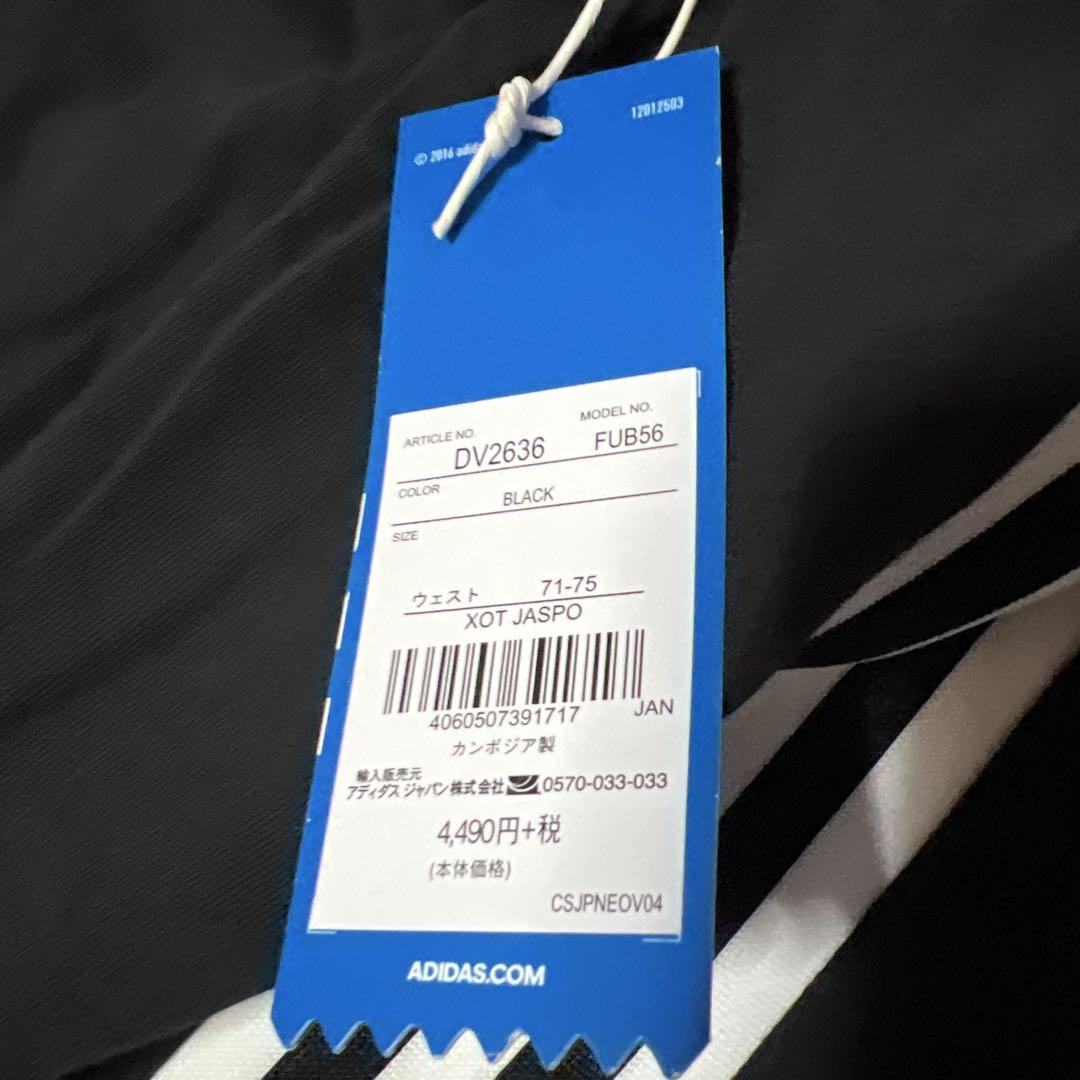 12012503
© 2016
ARTICLE NO. MODEL NO.
DV2636 FUB56
COLOR BLACK
SIZE
ウェスト 71-75
XOT JASPO
4060507391717 JAN
カンボジア製
輸入販売元
アディダス ジャパン株式会社 0570-033-033
4,490円+税
(本体価格)
CSJPNEOV04
ADIDAS.COM